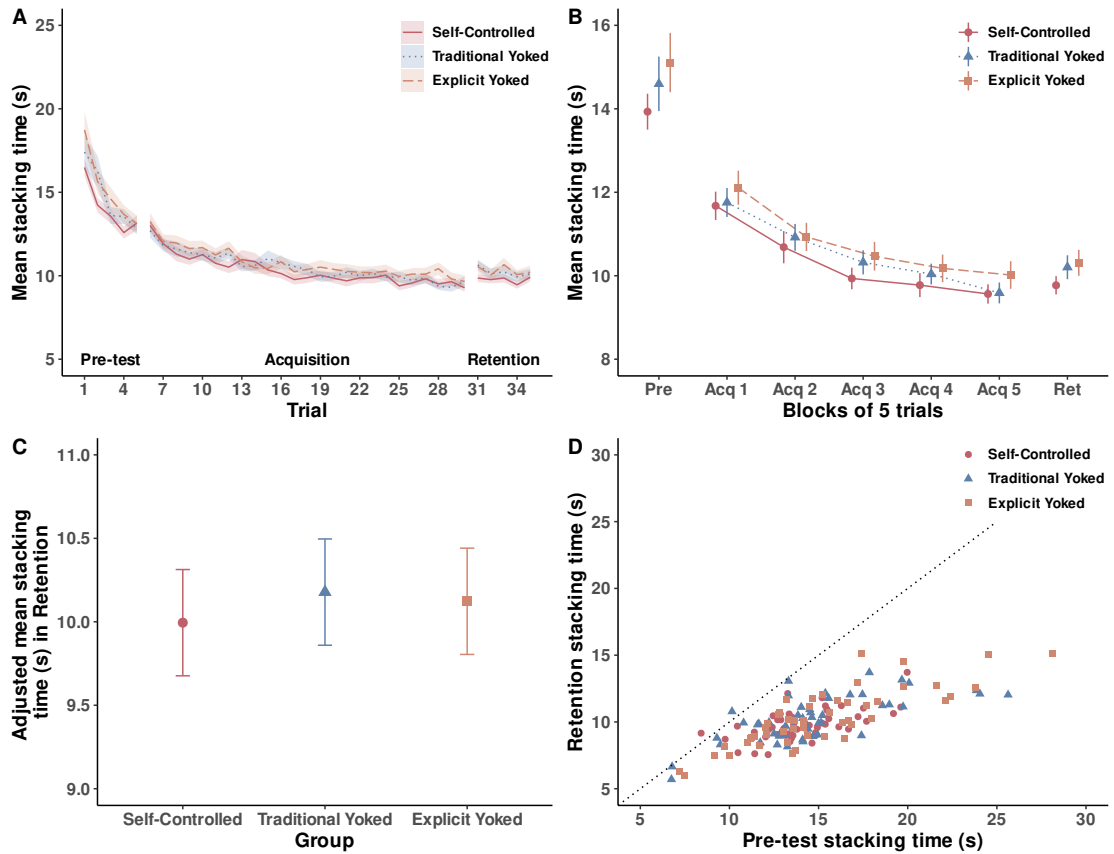 A
Mean stacking time (s)
25
20
15
10
5
Self-Controlled
Traditional Yoked
Explicit Yoked
Pre-test
Acquisition
Retention
1 4 7 10 13 16 19 22 25 28 31 34
Trial
B
Mean stacking time (s)
16
14
12
10
8
Self-Controlled
Traditional Yoked
Explicit Yoked
Pre Acq 1 Acq 2 Acq 3 Acq 4 Acq 5 Ret
Blocks of 5 trials
C
Adjusted mean stacking
time (s) in Retention
11.0
10.5
10.0
9.5
9.0
Self-Controlled Traditional Yoked Explicit Yoked
Group
D
Retention stacking time (s)
30
25
20
15
10
5
Self-Controlled
Traditional Yoked
Explicit Yoked
5 10 15 20 25 30
Pre-test stacking time (s)